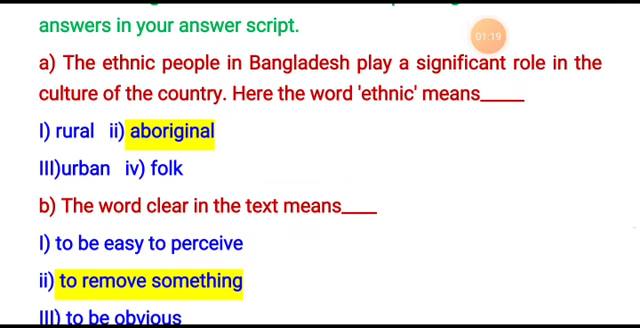 answers in your answer script.
01:19
a) The ethnic people in Bangladesh play a significant role in the
culture of the country. Here the word 'ethnic' means_____
I) rural ii) aboriginal
III)urban iv) folk
b) The word clear in the text means____
I) to be easy to perceive
ii) to remove something
III) to be obvious